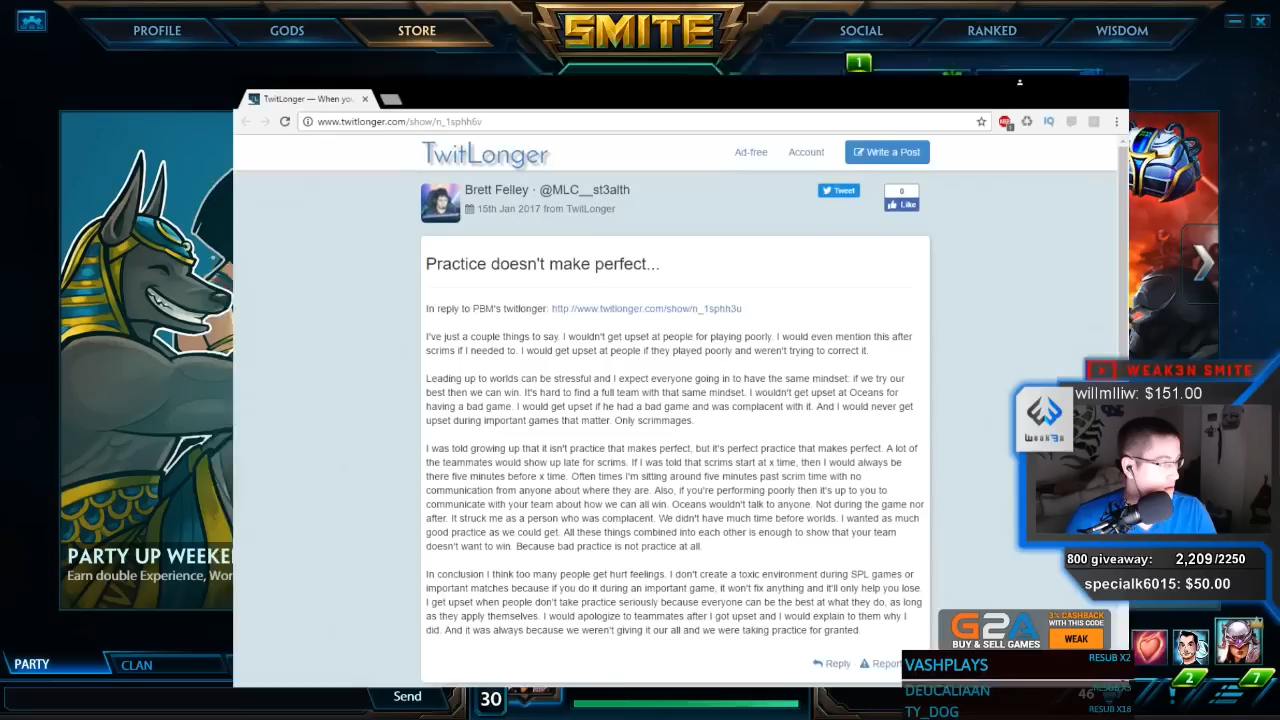 PROFILE
GODS
STORE
SMITE
SOCIAL
RANKED
WISDOM
1
TwitLonger — When you
www.twitlonger.com/show/n_1sphh6v
TwitLonger
Ad-free
Account
Write a Post
Brett Felley · @MLC__st3alth
15th Jan 2017 from TwitLonger
Tweet
0
Like
Practice doesn't make perfect...
In reply to PBM's twitlonger: http://www.twitlonger.com/show/n_1sphh3u
I've just a couple things to say. I wouldn't get upset at people for playing poorly. I would even mention this after
scrims if I needed to. I would get upset at people if they played poorly and weren't trying to correct it.
Leading up to worlds can be stressful and I expect everyone going in to have the same mindset: if we try our
best then we can win. It's hard to find a full team with that same mindset. I wouldn't get upset at Oceans for
having a bad game. I would get upset if he had a bad game and was complacent with it. And I would never get
upset during important games that matter. Only scrimmages.
I was told growing up that it isn't practice that makes perfect, but it's perfect practice that makes perfect. A lot of
the teammates would show up late for scrims. If I was told that scrims start at x time, then I would always be
there five minutes before x time. Often times I'm sitting around five minutes past scrim time with no
communication from anyone about where they are. Also, if you're performing poorly then it's up to you to
communicate with your team about how we can all win. Oceans wouldn't talk to anyone. Not during the game nor
after. It struck me as a person who was complacent. We didn't have much time before worlds. I wanted as much
good practice as we could get. All these things combined into each other is enough to show that your team
doesn't want to win. Because bad practice is not practice at all.
In conclusion I think too many people get hurt feelings. I don't create a toxic environment during SPL games or
important matches because if you do it during an important game, it won't fix anything and it'll only help you lose.
I get upset when people don't take practice seriously because everyone can be the best at what they do, as long
as they apply themselves. I would apologize to teammates after I got upset and I would explain to them why I
did. And it was always because we weren't giving it our all and we were taking practice for granted.
Reply
Report
PARTY UP WEEKE
Earn double Experience, Wor
PARTY
CLAN
Send
30
WEAK3N SMITE
willmlliw: $151.00
weak3n
800 giveaway: 2,209/2250
specialk6015: $50.00
G2A
BUY & SELL GAMES
3% CASHBACK
WITH THIS CODE
WEAK
VASHPLAYS RESUB X2
DEUCALIAAN
TY_DOG RESUB X18
46
2
7